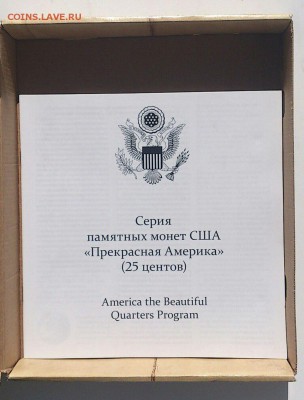 COINS.LAVE.RU
Серия
памятных монет США
«Прекрасная Америка»
(25 центов)
America the Beautiful
Quarters Program